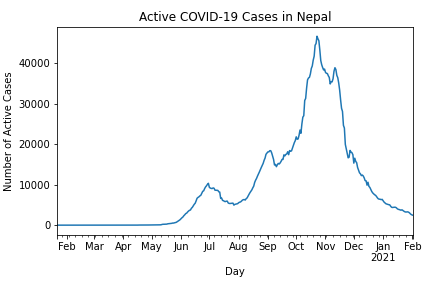 Active COVID-19 Cases in Nepal
Number of Active Cases
40000
30000
20000
10000
0
Feb Mar Apr May Jun Jul Aug Sep Oct Nov Dec Jan Feb
2021
Day